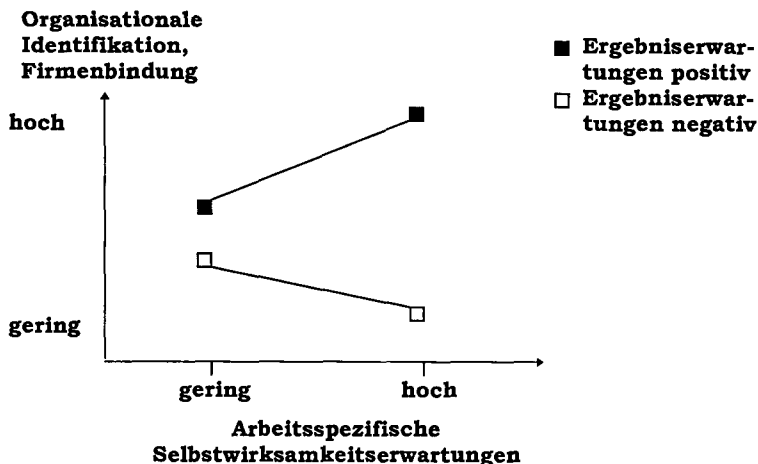 Organisationale
Identifikation,
Firmenbindung
hoch
gering
Ergebniserwar-
tungen positiv
Ergebniserwar-
tungen negativ
gering
hoch
Arbeitsspezifische
Selbstwirksamkeitserwartungen